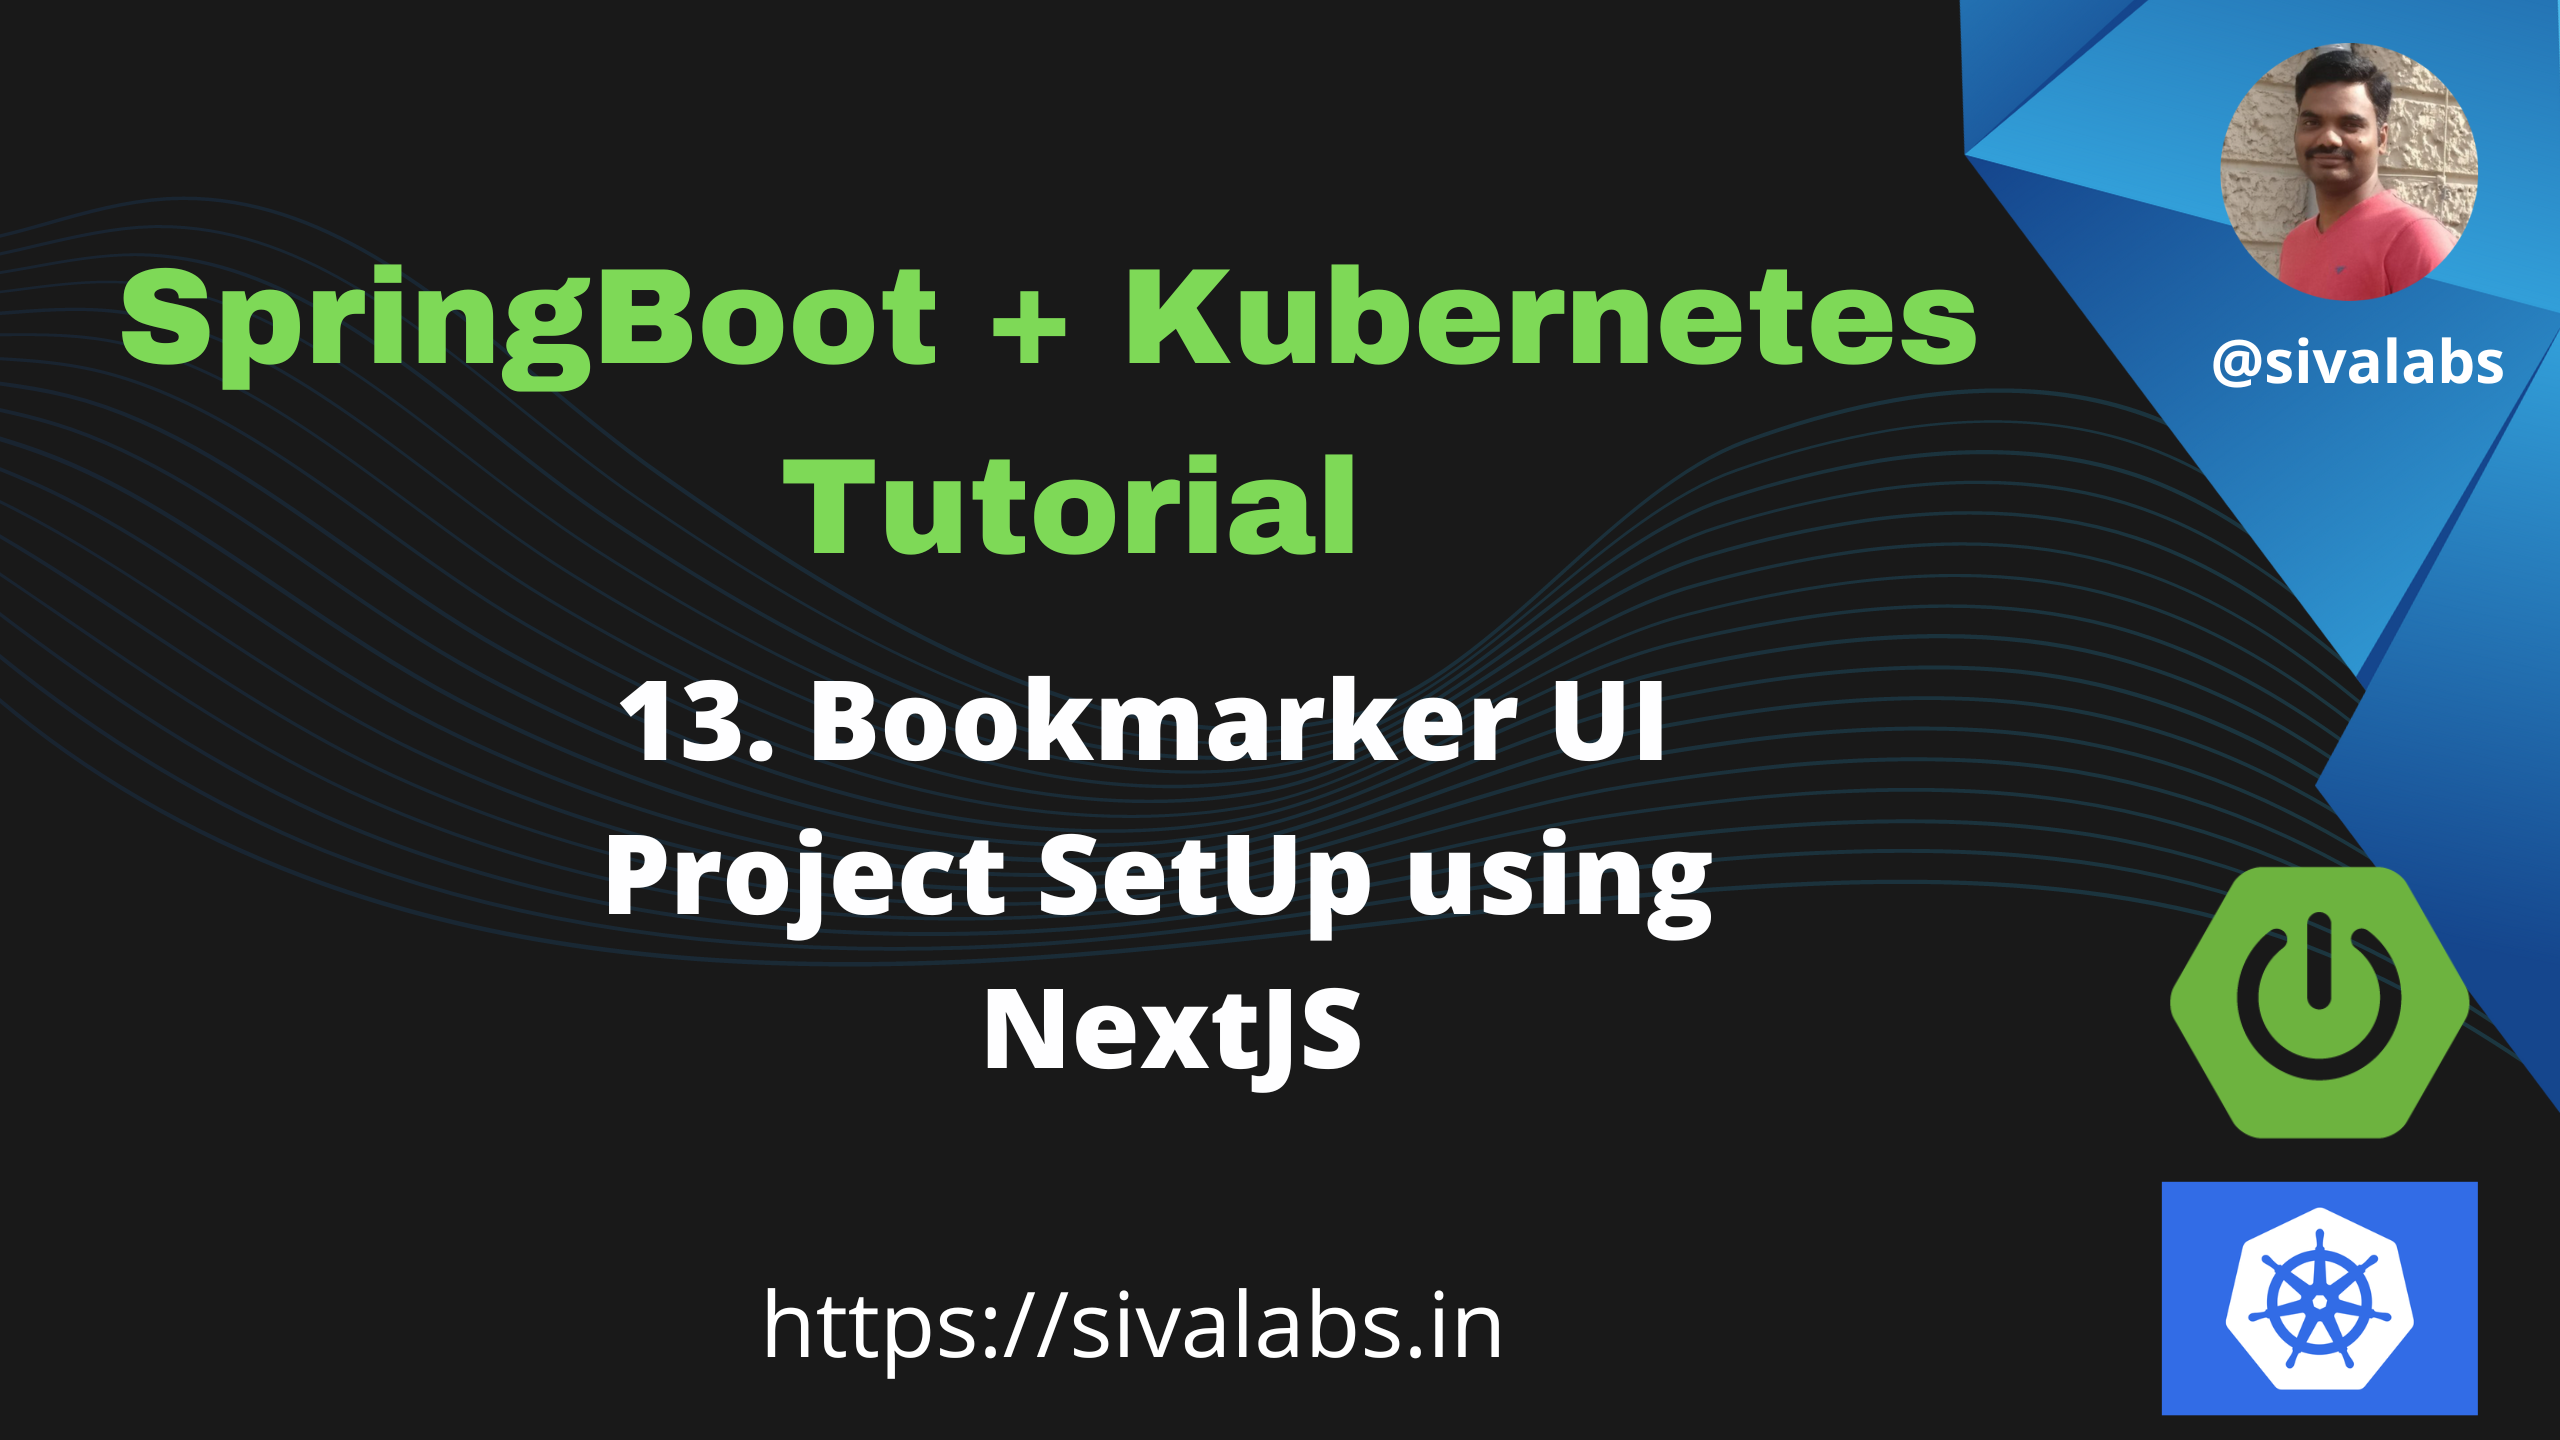 SpringBoot + Kubernetes
Tutorial
@sivalabs
13. Bookmarker UI
Project SetUp using
NextJS
https://sivalabs.in